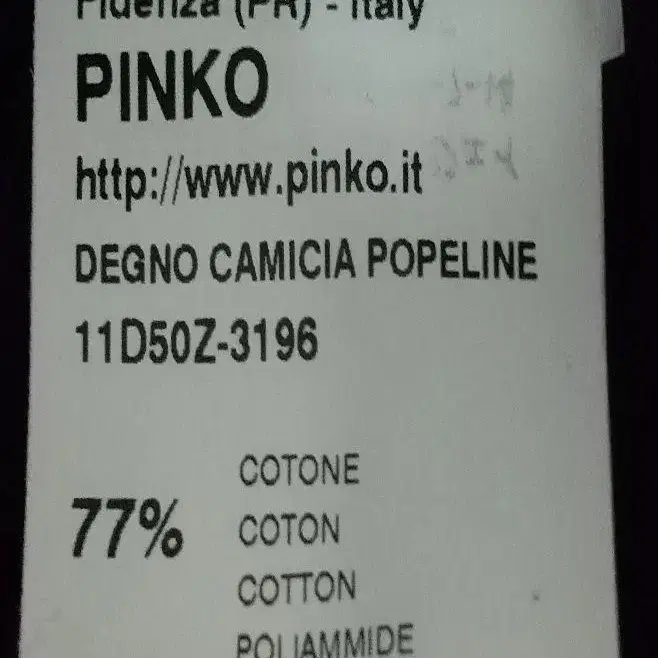 Fidenza (PR) - Italy
PINKO
http://www.pinko.it
DEGNO CAMICIA POPELINE
11D50Z-3196
COTONE
77% COTON
COTTON
POLIAMMIDE